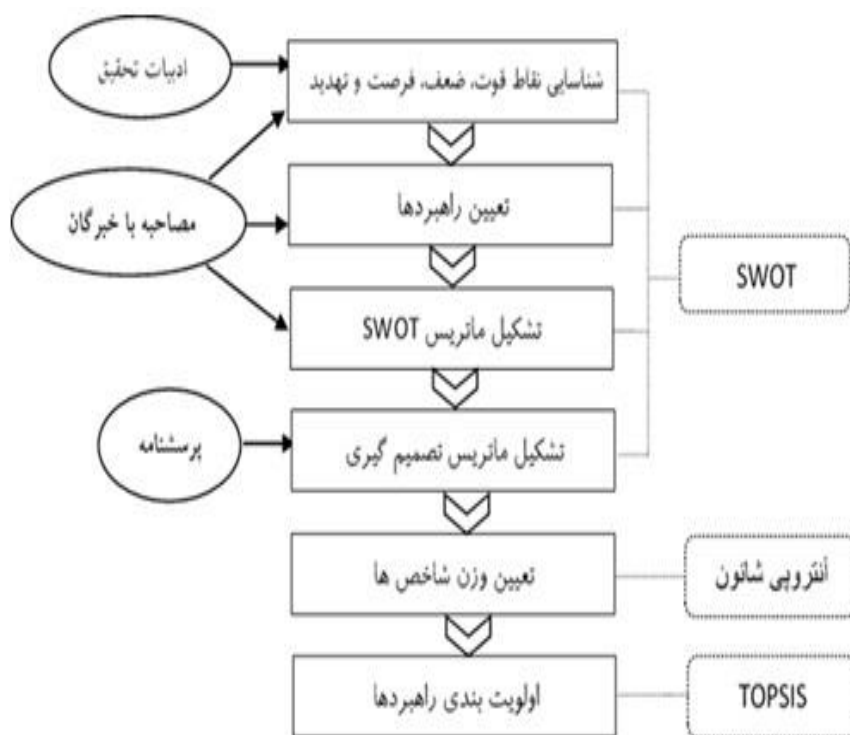 ادبیات تحقیق
شناسایی نقاط قوت، ضعف، فرصت و تهدید
مصاحبه با خبرگان
تعیین راهبردها
SWOT
تشکیل ماتریس SWOT
پرسشنامه
تشکیل ماتریس تصمیم گیری
تعیین وزن شاخص ها
آنتروپی شانون
اولویت بندی راهبردها
TOPSIS